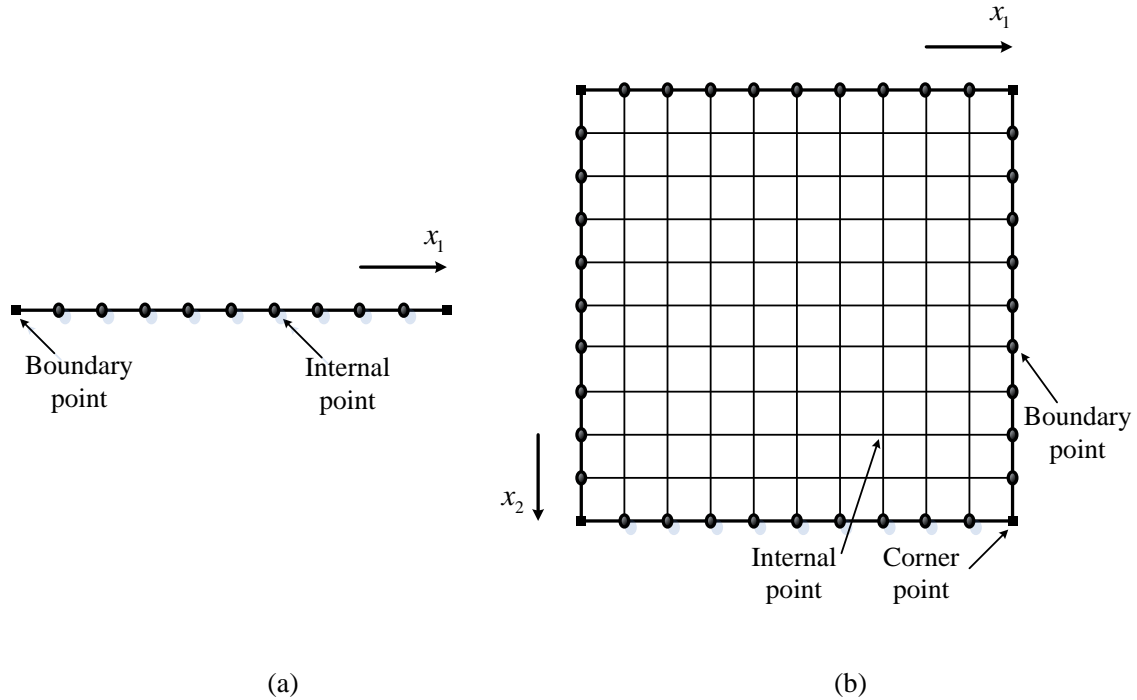 x₁
Boundary
point
Internal
point
(a)
x₁
x₂
Boundary
point
Internal
point
Corner
point
(b)